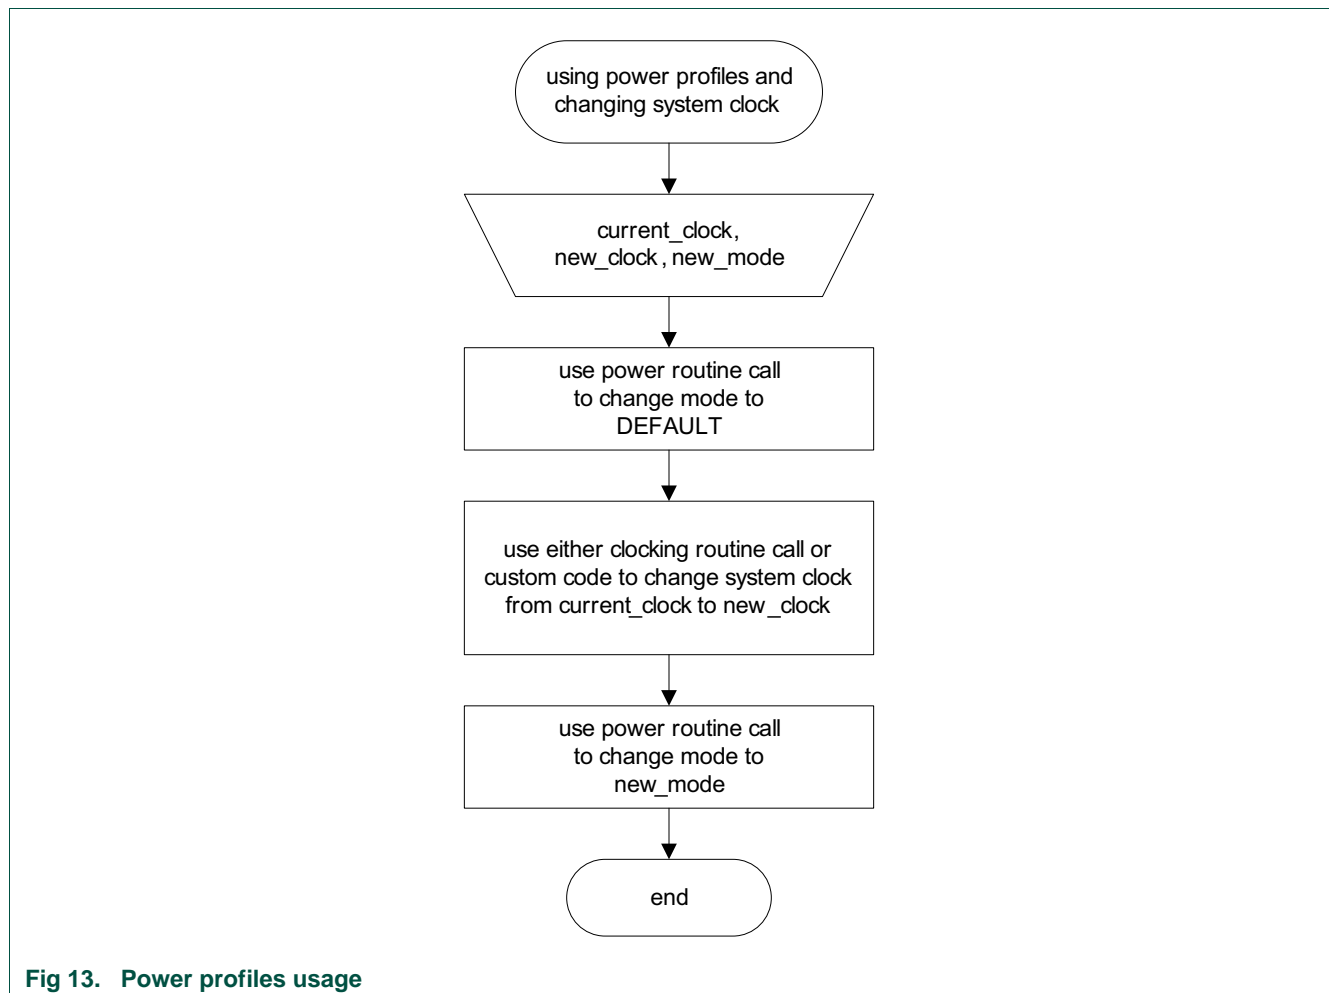 using power profiles and
changing system clock
current_clock,
new_clock, new_mode
use power routine call
to change mode to
DEFAULT
use either clocking routine call or
custom code to change system clock
from current_clock to new_clock
use power routine call
to change mode to
new_mode
end
Fig 13. Power profiles usage